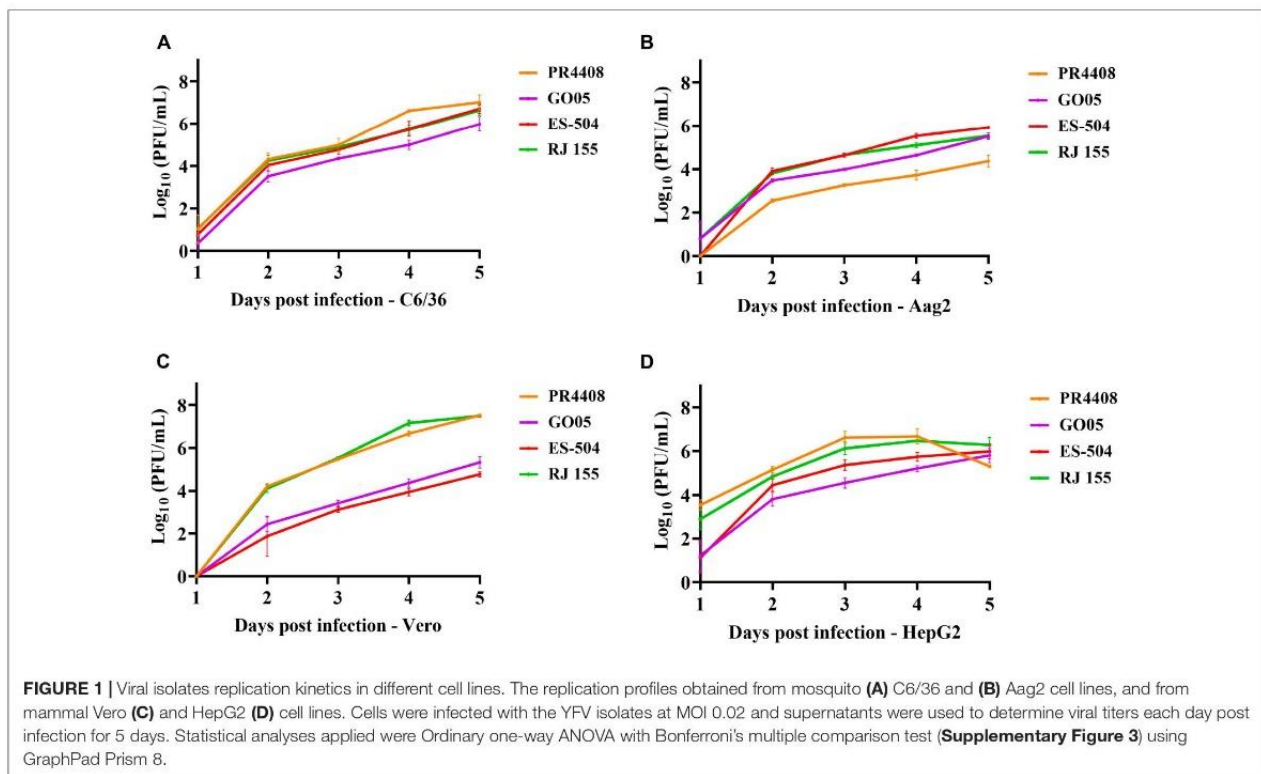 A
Log10 (PFU/mL)
8
6
4
2
0
1 2 3 4 5
Days post infection - C6/36
PR4408
GO05
ES-504
RJ 155
B
Log10 (PFU/mL)
8
6
4
2
0
1 2 3 4 5
Days post infection - Aag2
PR4408
GO05
ES-504
RJ 155
C
Log10 (PFU/mL)
8
6
4
2
0
1 2 3 4 5
Days post infection - Vero
PR4408
GO05
ES-504
RJ 155
D
Log10 (PFU/mL)
8
6
4
2
0
1 2 3 4 5
Days post infection - HepG2
PR4408
GO05
ES-504
RJ 155
FIGURE 1 | Viral isolates replication kinetics in different cell lines. The replication profiles obtained from mosquito (A) C6/36 and (B) Aag2 cell lines, and from
mammal Vero (C) and HepG2 (D) cell lines. Cells were infected with the YFV isolates at MOI 0.02 and supernatants were used to determine viral titers each day post
infection for 5 days. Statistical analyses applied were Ordinary one-way ANOVA with Bonferroni's multiple comparison test (Supplementary Figure 3) using
GraphPad Prism 8.